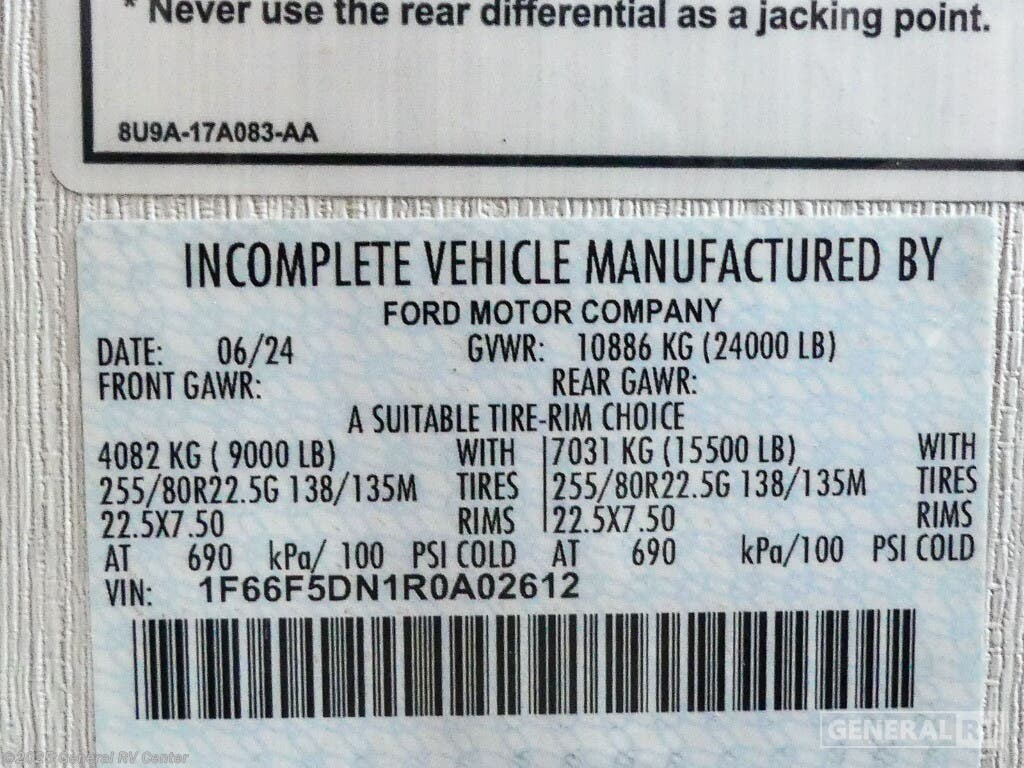 * Never use the rear differential as a jacking point.
8U9A-17A083-AA
INCOMPLETE VEHICLE MANUFACTURED BY
FORD MOTOR COMPANY
DATE: 06/24 GVWR: 10886 KG (24000 LB)
FRONT GAWR: REAR GAWR:
A SUITABLE TIRE-RIM CHOICE
4082 KG ( 9000 LB) WITH 7031 KG (15500 LB) WITH
255/80R22.5G 138/135M TIRES 255/80R22.5G 138/135M TIRES
22.5X7.50 RIMS 22.5X7.50 RIMS
AT 690 kPa/ 100 PSI COLD AT 690 kPa/100 PSI COLD
VIN: 1F66F5DN1R0A02612
GENERAL RV
©2025 General RV Center